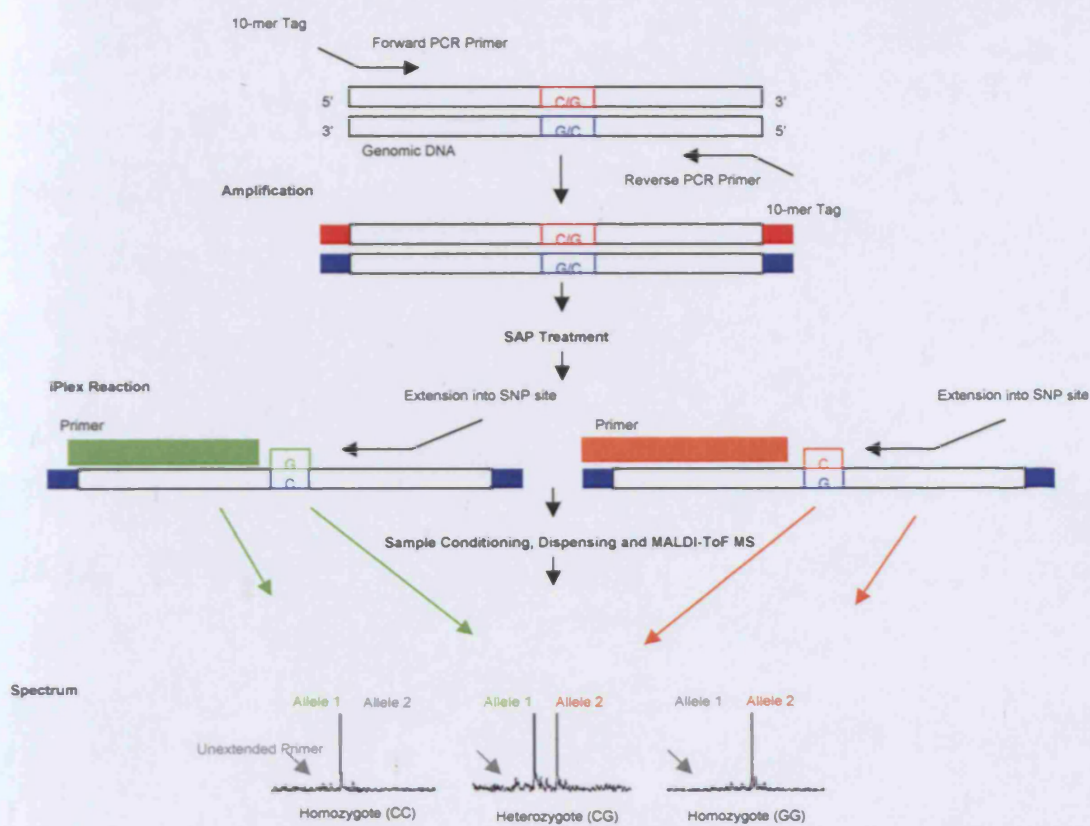 10-mer Tag
Forward PCR Primer
5' C/G 3'
3' G/C 5'
Genomic DNA
Reverse PCR Primer
Amplification
10-mer Tag
C/G
G/C
SAP Treatment
iPlex Reaction
Extension into SNP site
Extension into SNP site
Primer
Primer
G
C
C
G
Sample Conditioning, Dispensing and MALDI-ToF MS
Spectrum
Allele 1 Allele 2
Allele 1 Allele 2
Allele 1 Allele 2
Unextended Primer
Homozygote (CC)
Heterozygote (CG)
Homozygote (GG)